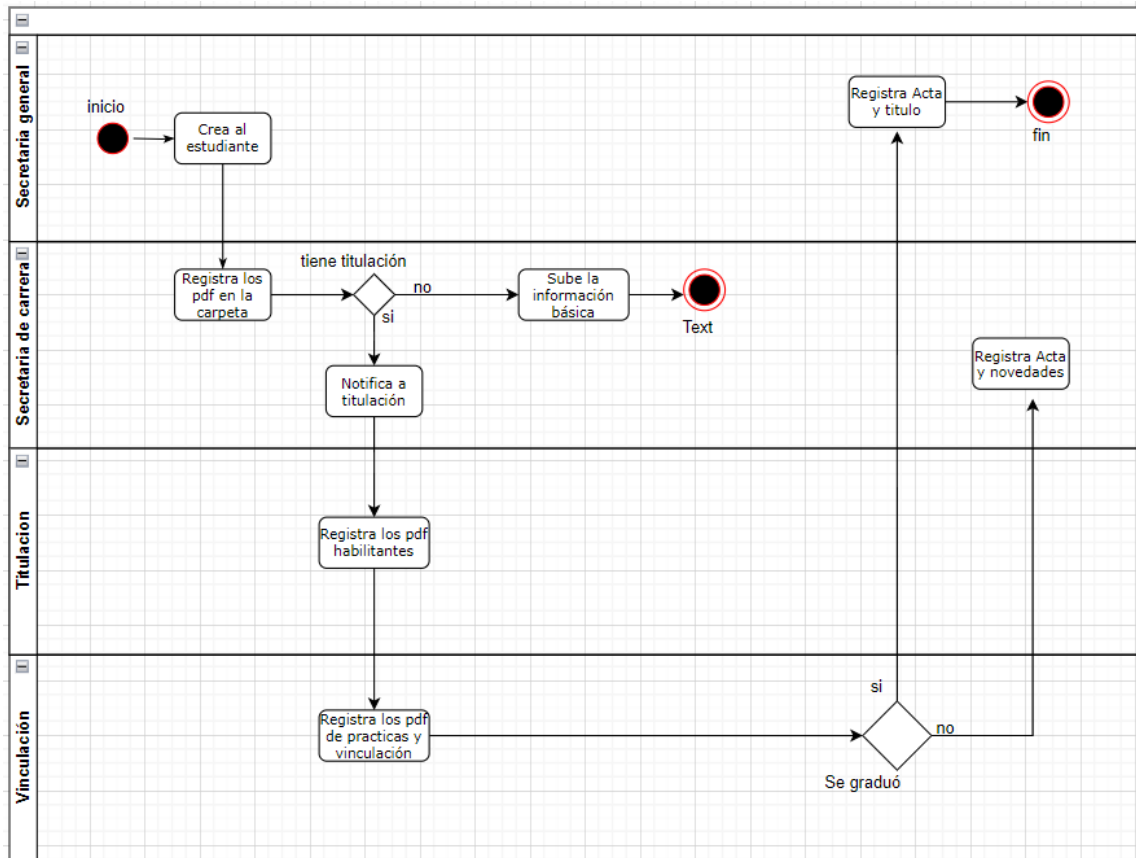 Secretaria general
inicio
Crea al
estudiante
Registra Acta
y titulo
fin
Secretaria de carrera
Registra los
pdf en la
carpeta
tiene titulación
no
si
Sube la
información
básica
Text
Notifica a
titulación
Registra Acta
y novedades
Titulacion
Registra los pdf
habilitantes
Vinculación
Registra los pdf
de practicas y
vinculación
si
no
Se graduó